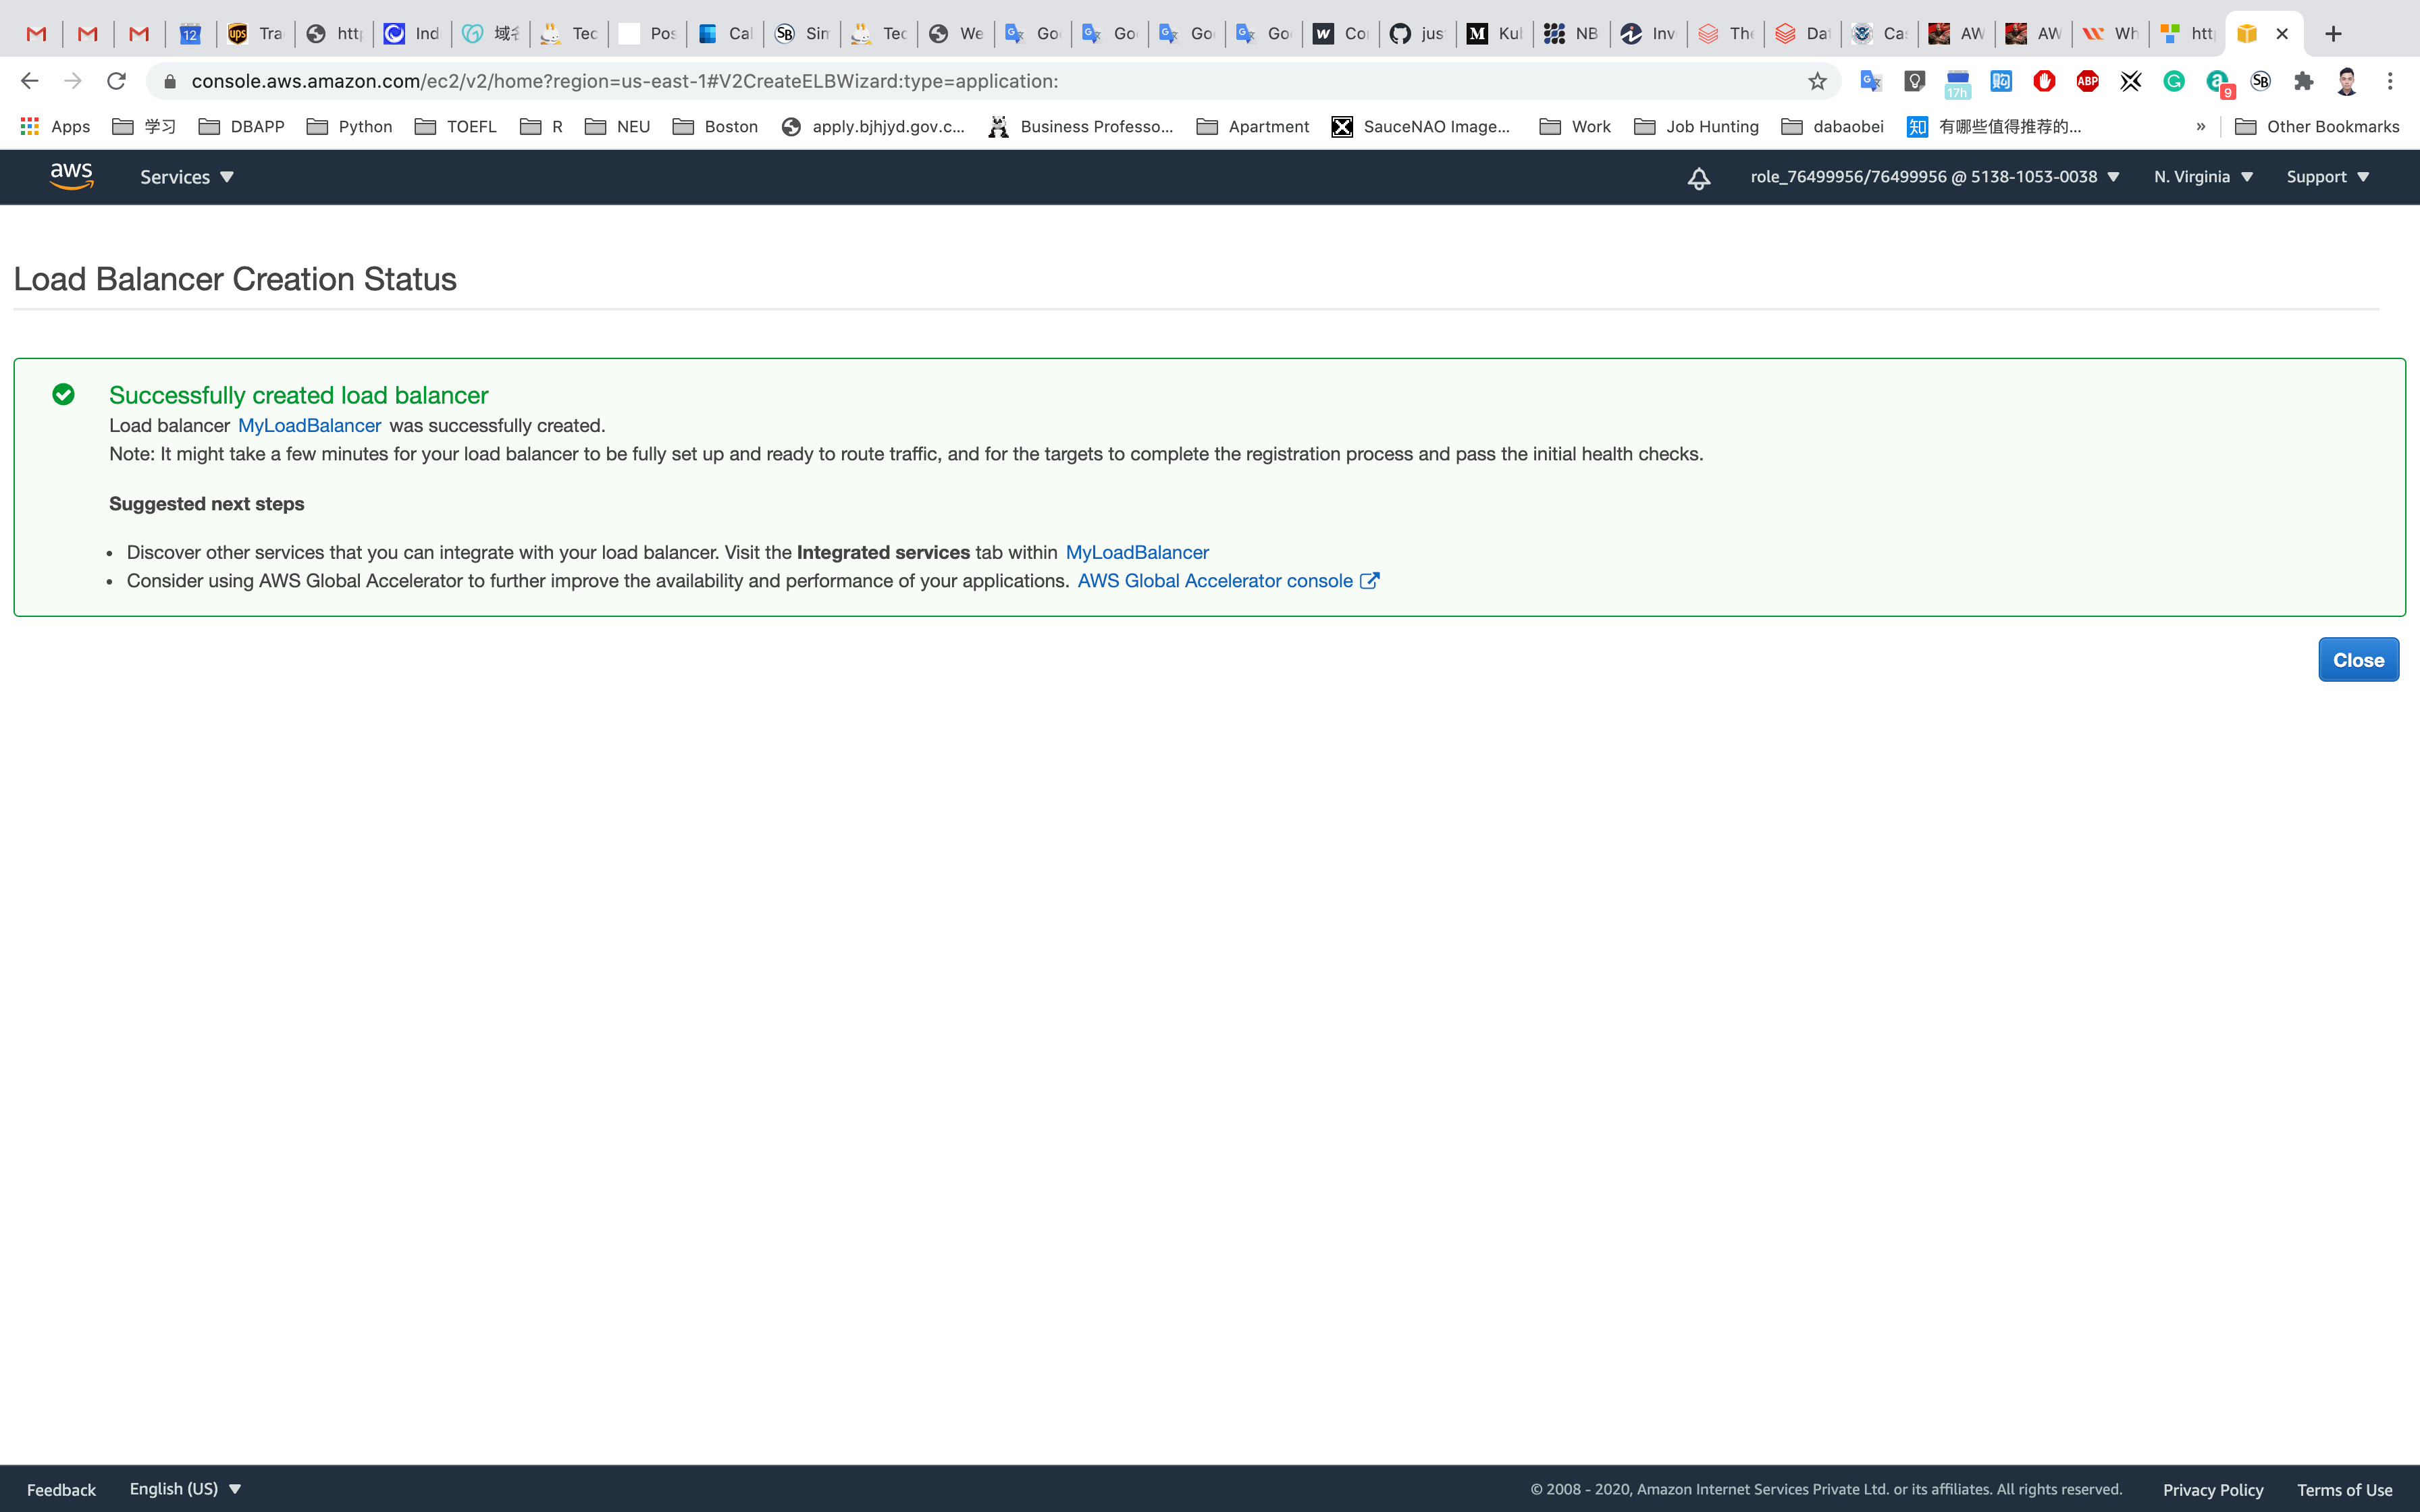 12 Tra htt Ind Tec Pos Cal Sim Tec We Go Go Go Go Co jus Kub NB Inv The Dat Ca AW AW Wh htt
console.aws.amazon.com/ec2/v2/home?region=us-east-1#V2CreateELBWizard:type=application:
17h ABP 9 SB
Apps 学习 DBAPP Python TOEFL R NEU Boston apply.bjhjyd.gov.c... Business Professo... Apartment SauceNAO Image... Work Job Hunting dabaobei 知 有哪些值得推荐的... » Other Bookmarks
aws Services role_76499956/76499956 @ 5138-1053-0038 N. Virginia Support
Load Balancer Creation Status
Successfully created load balancer
Load balancer MyLoadBalancer was successfully created.
Note: It might take a few minutes for your load balancer to be fully set up and ready to route traffic, and for the targets to complete the registration process and pass the initial health checks.
Suggested next steps
• Discover other services that you can integrate with your load balancer. Visit the Integrated services tab within MyLoadBalancer
• Consider using AWS Global Accelerator to further improve the availability and performance of your applications. AWS Global Accelerator console
Close
Feedback English (US) © 2008 - 2020, Amazon Internet Services Private Ltd. or its affiliates. All rights reserved. Privacy Policy Terms of Use